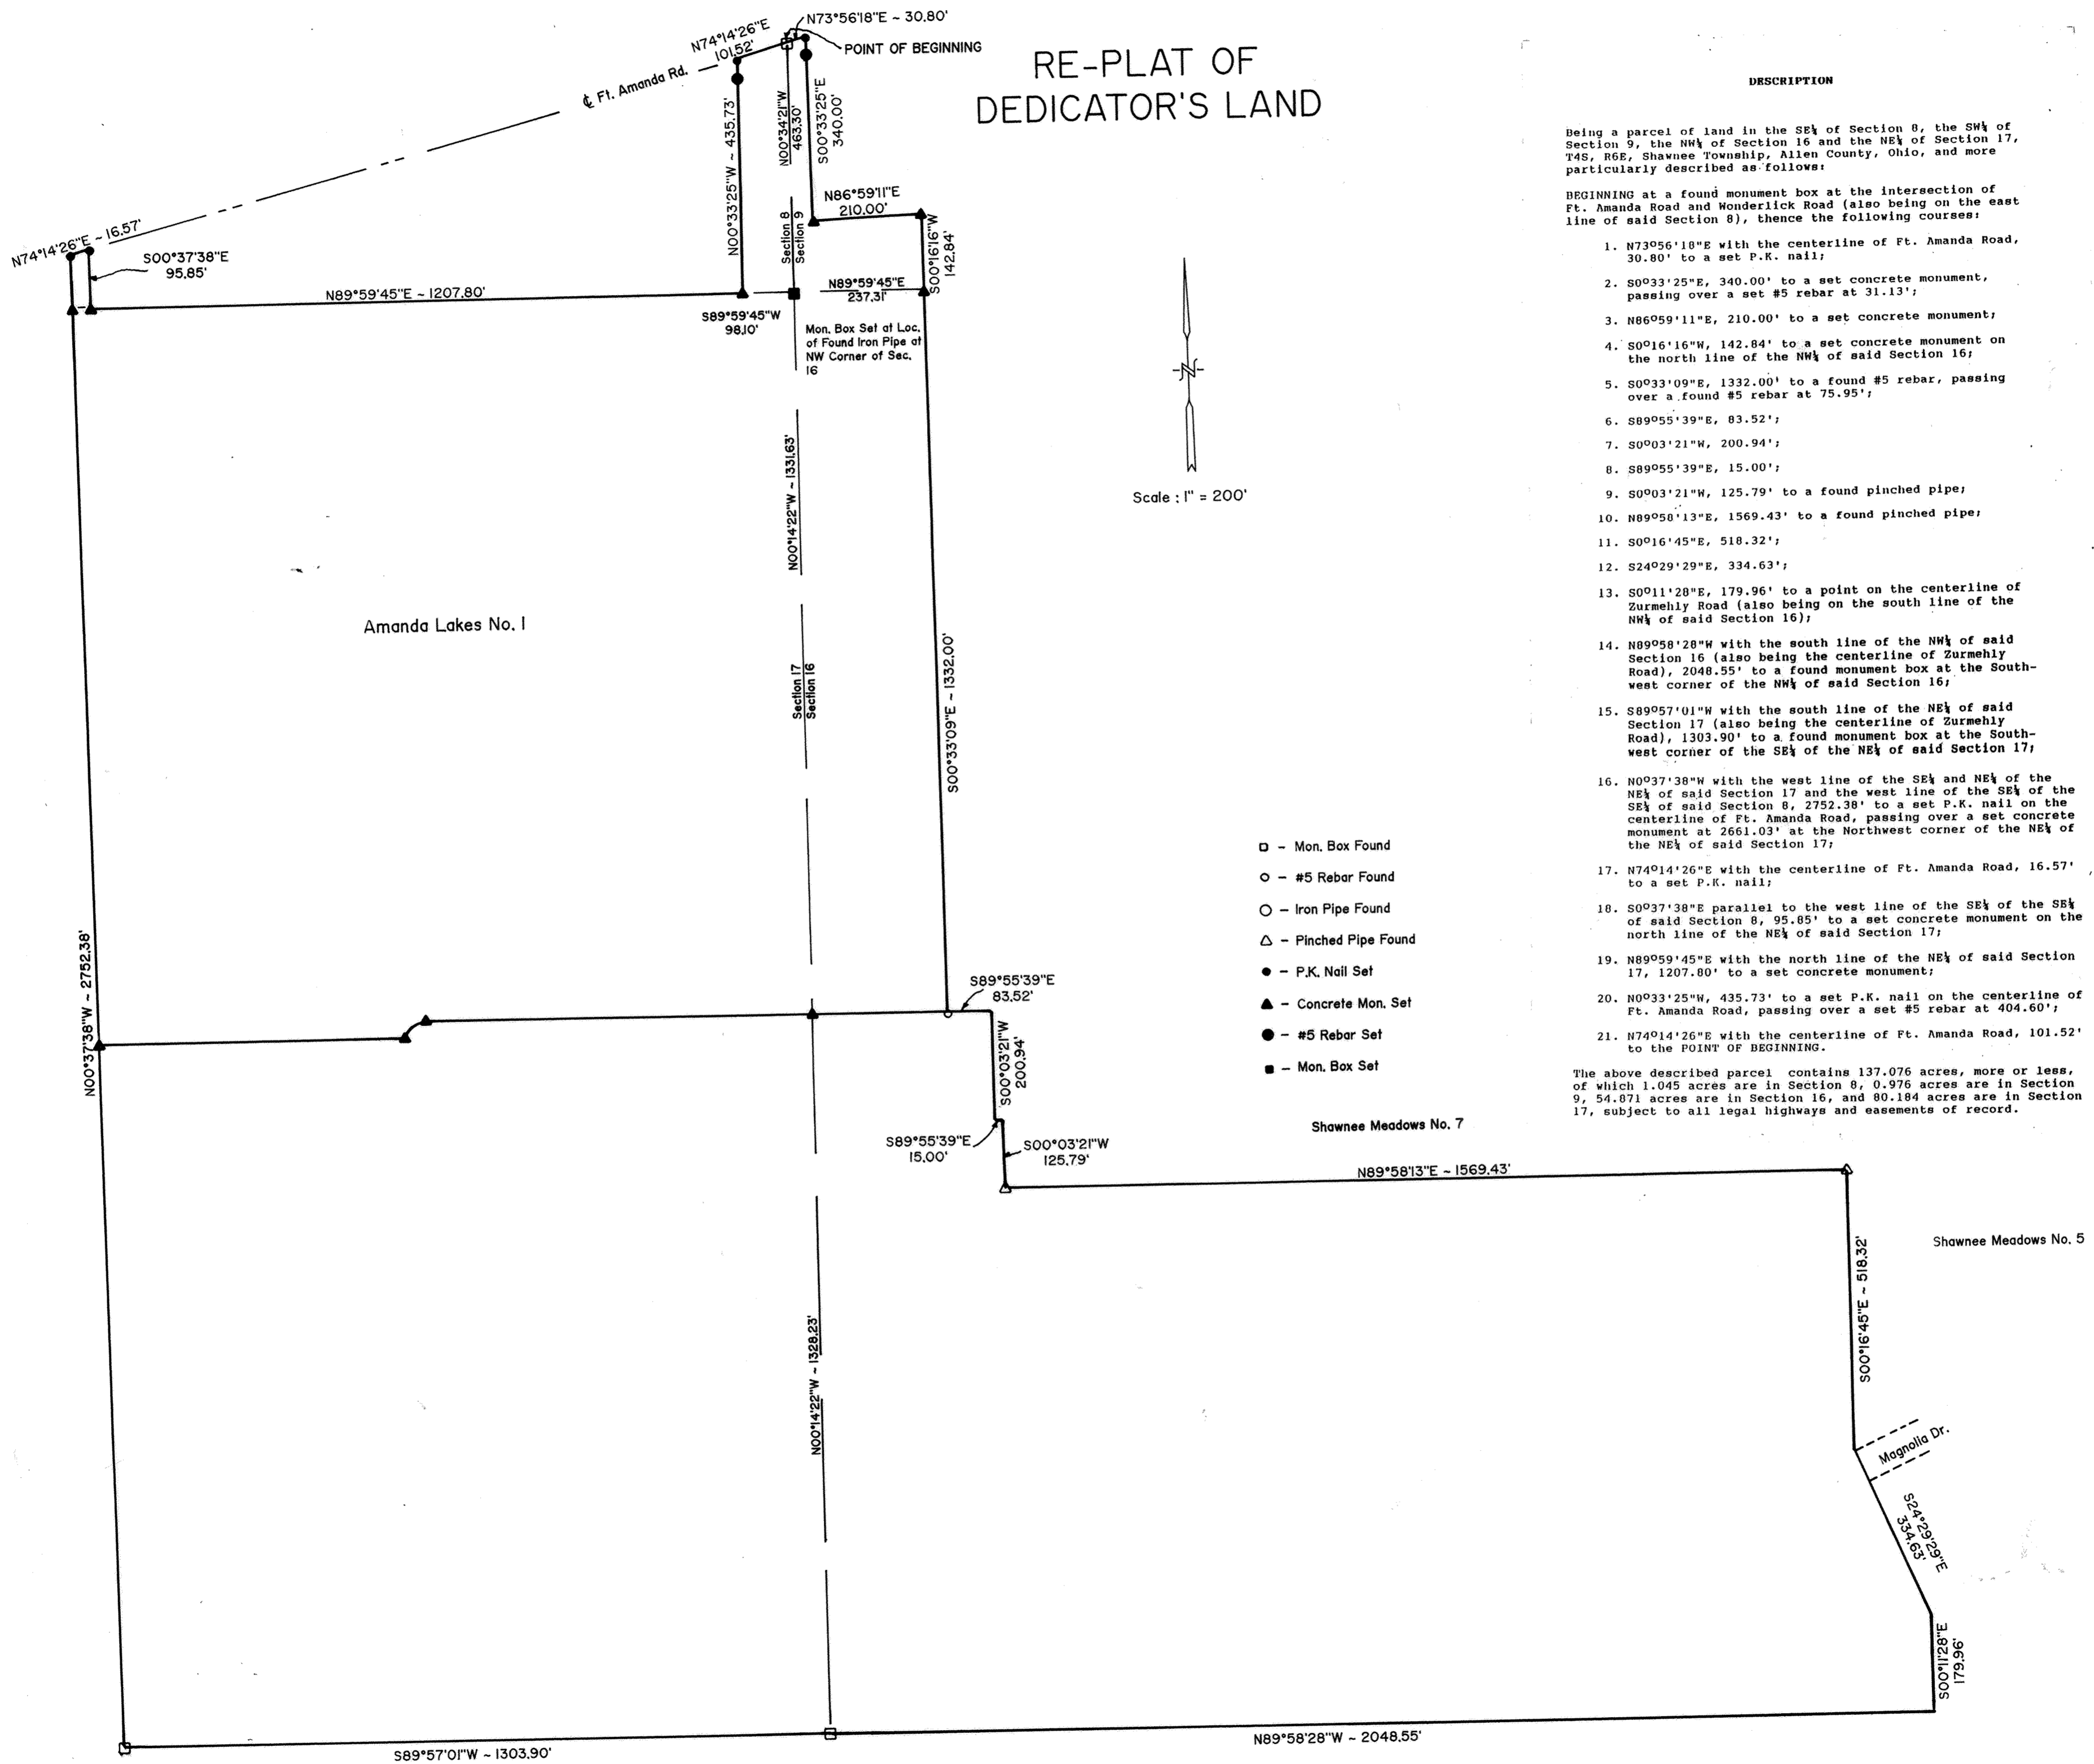 RE-PLAT OF
DEDICATOR'S LAND
N74°14'26"E
101.52'
N73°56'18"E ~ 30.80'
POINT OF BEGINNING
℄ Ft. Amanda Rd.
N00°33'25"W ~ 435.73'
N00°34'21"W
463.30'
S00°33'25"E
340.00'
N86°59'11"E
210.00'
S00°16'16"W
142.84'
Section 8
Section 9
N74°14'26"E ~ 16.57'
S00°37'38"E
95.85'
N89°59'45"E ~ 1207.80'
S89°59'45"W
98.10'
N89°59'45"E
237.31'
Mon. Box Set at Loc.
of Found Iron Pipe at
NW Corner of Sec.
16
N00°14'22"W ~ 1331.63'
Amanda Lakes No. 1
Section 17
Section 16
S00°33'09"E ~ 1332.00'
N00°37'38"W ~ 2752.38'
S89°55'39"E
83.52'
S00°03'21"W
200.94'
S89°55'39"E
15.00'
S00°03'21"W
125.79'
N89°58'13"E ~ 1569.43'
N00°14'22"W ~ 1328.23'
S00°16'45"E ~ 518.32'
Magnolia Dr.
S24°29'29"E
334.63'
S00°11'28"E
179.96'
S89°57'01"W ~ 1303.90'
N89°58'28"W ~ 2048.55'
N
Scale : 1" = 200'
- Mon. Box Found
- #5 Rebar Found
- Iron Pipe Found
- Pinched Pipe Found
- P.K. Nail Set
- Concrete Mon. Set
- #5 Rebar Set
- Mon. Box Set
Shawnee Meadows No. 7
Shawnee Meadows No. 5
DESCRIPTION
Being a parcel of land in the SE¼ of Section 8, the SW¼ of
Section 9, the NW¼ of Section 16 and the NE¼ of Section 17,
T4S, R6E, Shawnee Township, Allen County, Ohio, and more
particularly described as follows:
BEGINNING at a found monument box at the intersection of
Ft. Amanda Road and Wonderlick Road (also being on the east
line of said Section 8), thence the following courses:
1. N73°56'18"E with the centerline of Ft. Amanda Road,
30.80' to a set P.K. nail;
2. S0°33'25"E, 340.00' to a set concrete monument,
passing over a set #5 rebar at 31.13';
3. N86°59'11"E, 210.00' to a set concrete monument;
4. S0°16'16"W, 142.84' to a set concrete monument on
the north line of the NW¼ of said Section 16;
5. S0°33'09"E, 1332.00' to a found #5 rebar, passing
over a found #5 rebar at 75.95';
6. S89°55'39"E, 83.52';
7. S0°03'21"W, 200.94';
8. S89°55'39"E, 15.00';
9. S0°03'21"W, 125.79' to a found pinched pipe;
10. N89°58'13"E, 1569.43' to a found pinched pipe;
11. S0°16'45"E, 518.32';
12. S24°29'29"E, 334.63';
13. S0°11'28"E, 179.96' to a point on the centerline of
Zurmehly Road (also being on the south line of the
NW¼ of said Section 16);
14. N89°58'28"W with the south line of the NW¼ of said
Section 16 (also being the centerline of Zurmehly
Road), 2048.55' to a found monument box at the South-
west corner of the NW¼ of said Section 16;
15. S89°57'01"W with the south line of the NE¼ of said
Section 17 (also being the centerline of Zurmehly
Road), 1303.90' to a found monument box at the South-
west corner of the SE¼ of the NE¼ of said Section 17;
16. N0°37'38"W with the west line of the SE¼ and NE¼ of the
NE¼ of said Section 17 and the west line of the SE¼ of the
SE¼ of said Section 8, 2752.38' to a set P.K. nail on the
centerline of Ft. Amanda Road, passing over a set concrete
monument at 2661.03' at the Northwest corner of the NE¼ of
the NE¼ of said Section 17;
17. N74°14'26"E with the centerline of Ft. Amanda Road, 16.57'
to a set P.K. nail;
18. S0°37'38"E parallel to the west line of the SE¼ of the SE¼
of said Section 8, 95.85' to a set concrete monument on the
north line of the NE¼ of said Section 17;
19. N89°59'45"E with the north line of the NE¼ of said Section
17, 1207.80' to a set concrete monument;
20. N0°33'25"W, 435.73' to a set P.K. nail on the centerline of
Ft. Amanda Road, passing over a set #5 rebar at 404.60';
21. N74°14'26"E with the centerline of Ft. Amanda Road, 101.52'
to the POINT OF BEGINNING.
The above described parcel contains 137.076 acres, more or less,
of which 1.045 acres are in Section 8, 0.976 acres are in Section
9, 54.871 acres are in Section 16, and 80.184 acres are in Section
17, subject to all legal highways and easements of record.